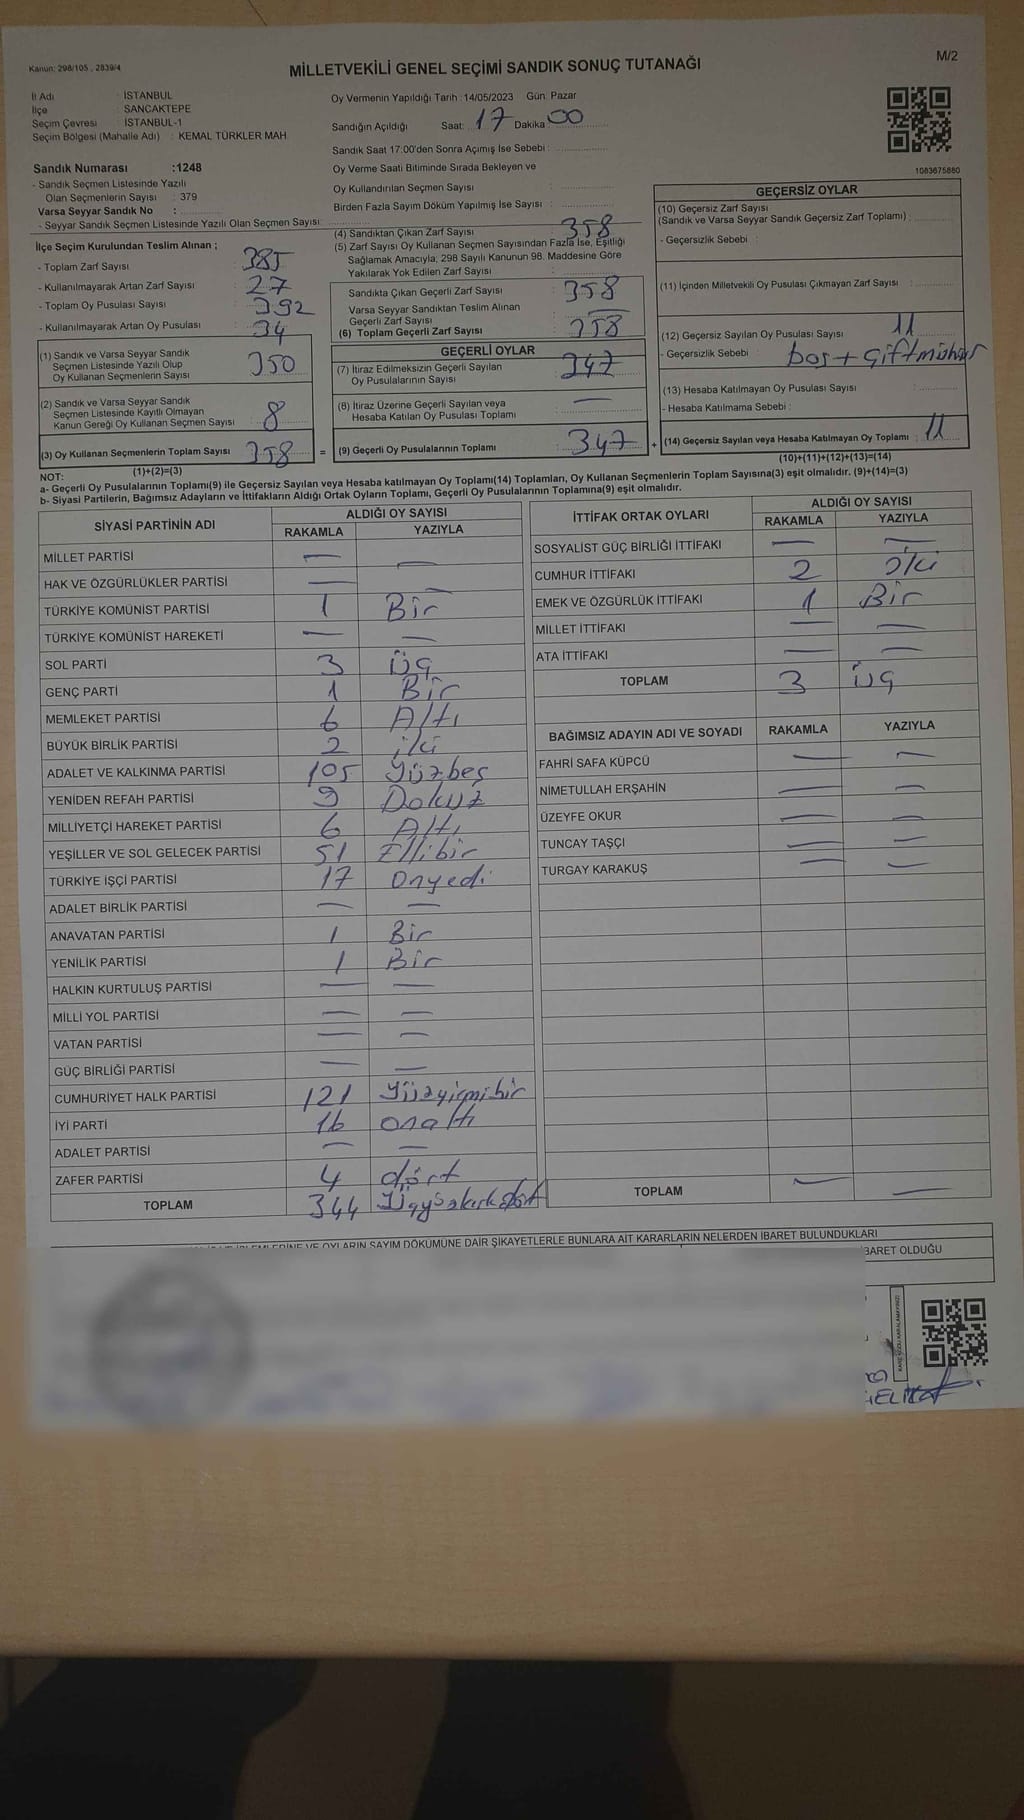 Kanun: 298/105 , 2839/4
M/2
MİLLETVEKİLİ GENEL SEÇİMİ SANDIK SONUÇ TUTANAĞI
İl Adı : İSTANBUL
İlçe : SANCAKTEPE
Seçim Çevresi : İSTANBUL-1
Seçim Bölgesi (Mahalle Adı) : KEMAL TÜRKLER MAH
Sandık Numarası :1248
- Sandık Seçmen Listesinde Yazılı
Olan Seçmenlerin Sayısı : 379
Varsa Seyyar Sandık No :
- Seyyar Sandık Seçmen Listesinde Yazılı Olan Seçmen Sayısı:
Oy Vermenin Yapıldığı Tarih :14/05/2023 Gün: Pazar
Sandığın Açıldığı Saat: 17 Dakika: 00
Sandık Saat 17:00'den Sonra Açımış İse Sebebi :
Oy Verme Saati Bitiminde Sırada Bekleyen ve
Oy Kullandırılan Seçmen Sayısı :
Birden Fazla Sayım Döküm Yapılmış İse Sayısı :
1083675880
İlçe Seçim Kurulundan Teslim Alınan ;
- Toplam Zarf Sayısı : 385
- Kullanılmayarak Artan Zarf Sayısı : 27
- Toplam Oy Pusulası Sayısı : 392
- Kullanılmayarak Artan Oy Pusulası : 34
(1) Sandık ve Varsa Seyyar Sandık
Seçmen Listesinde Yazılı Olup
Oy Kullanan Seçmenlerin Sayısı : 350
(2) Sandık ve Varsa Seyyar Sandık
Seçmen Listesinde Kayıtlı Olmayan
Kanun Gereği Oy Kullanan Seçmen Sayısı : 8
(3) Oy Kullanan Seçmenlerin Toplam Sayısı : 358
(1)+(2)=(3)
(4) Sandıktan Çıkan Zarf Sayısı : 358
(5) Zarf Sayısı Oy Kullanan Seçmen Sayısından Fazla İse, Eşitliği
Sağlamak Amacıyla, 298 Sayılı Kanunun 98. Maddesine Göre
Yakılarak Yok Edilen Zarf Sayısı :
Sandıkta Çıkan Geçerli Zarf Sayısı : 358
Varsa Seyyar Sandıktan Teslim Alınan
Geçerli Zarf Sayısı : —
(6) Toplam Geçerli Zarf Sayısı : 358
GEÇERLİ OYLAR
(7) İtiraz Edilmeksizin Geçerli Sayılan
Oy Pusulalarının Sayısı : 347
(8) İtiraz Üzerine Geçerli Sayılan veya
Hesaba Katılan Oy Pusulası Toplamı : —
= (9) Geçerli Oy Pusulalarının Toplamı : 347 +
GEÇERSİZ OYLAR
(10) Geçersiz Zarf Sayısı
(Sandık ve Varsa Seyyar Sandık Geçersiz Zarf Toplamı) :
- Geçersizlik Sebebi :
(11) İçinden Milletvekili Oy Pusulası Çıkmayan Zarf Sayısı :
(12) Geçersiz Sayılan Oy Pusulası Sayısı : 11
- Geçersizlik Sebebi : boş + çiftmühür
(13) Hesaba Katılmayan Oy Pusulası Sayısı :
- Hesaba Katılmama Sebebi :
(14) Geçersiz Sayılan veya Hesaba Katılmayan Oy Toplamı : 11
(10)+(11)+(12)+(13)=(14)
NOT:
a- Geçerli Oy Pusulalarının Toplamı(9) ile Geçersiz Sayılan veya Hesaba katılmayan Oy Toplamı(14) Toplamları, Oy Kullanan Seçmenlerin Toplam Sayısına(3) eşit olmalıdır. (9)+(14)=(3)
b- Siyasi Partilerin, Bağımsız Adayların ve İttifakların Aldığı Ortak Oyların Toplamı, Geçerli Oy Pusulalarının Toplamına(9) eşit olmalıdır.
SİYASİ PARTİNİN ADI ALDIĞI OY SAYISI
RAKAMLA YAZIYLA
MİLLET PARTİSİ — —
HAK VE ÖZGÜRLÜKLER PARTİSİ — —
TÜRKİYE KOMÜNİST PARTİSİ 1 Bir
TÜRKİYE KOMÜNİST HAREKETİ — —
SOL PARTİ 3 üç
GENÇ PARTİ 1 Bir
MEMLEKET PARTİSİ 6 Altı
BÜYÜK BİRLİK PARTİSİ 2 iki
ADALET VE KALKINMA PARTİSİ 105 Yüzbeş
YENİDEN REFAH PARTİSİ 9 Dokuz
MİLLİYETÇİ HAREKET PARTİSİ 6 Altı
YEŞİLLER VE SOL GELECEK PARTİSİ 51 Ellibir
TÜRKİYE İŞÇİ PARTİSİ 17 Onyedi
ADALET BİRLİK PARTİSİ — —
ANAVATAN PARTİSİ 1 Bir
YENİLİK PARTİSİ 1 Bir
HALKIN KURTULUŞ PARTİSİ — —
MİLLİ YOL PARTİSİ — —
VATAN PARTİSİ — —
GÜÇ BİRLİĞİ PARTİSİ — —
CUMHURİYET HALK PARTİSİ 121 Yüzyirmibir
İYİ PARTİ 16 onaltı
ADALET PARTİSİ — —
ZAFER PARTİSİ 4 dört
TOPLAM 344 Üçyüzkırkdört
İTTİFAK ORTAK OYLARI ALDIĞI OY SAYISI
RAKAMLA YAZIYLA
SOSYALİST GÜÇ BİRLİĞİ İTTİFAKI — —
CUMHUR İTTİFAKI 2 iki
EMEK VE ÖZGÜRLÜK İTTİFAKI 1 Bir
MİLLET İTTİFAKI — —
ATA İTTİFAKI — —
TOPLAM 3 üç
BAĞIMSIZ ADAYIN ADI VE SOYADI RAKAMLA YAZIYLA
FAHRİ SAFA KÜPCÜ — —
NİMETULLAH ERŞAHİN — —
ÜZEYFE OKUR — —
TUNCAY TAŞÇI — —
TURGAY KARAKUŞ — —
TOPLAM — —
OYLARIN SAYIM DÖKÜMÜNE DAİR ŞİKAYETLERLE BUNLARA AİT KARARLARIN NELERDEN İBARET BULUNDUKLARI
BARET OLDUĞU